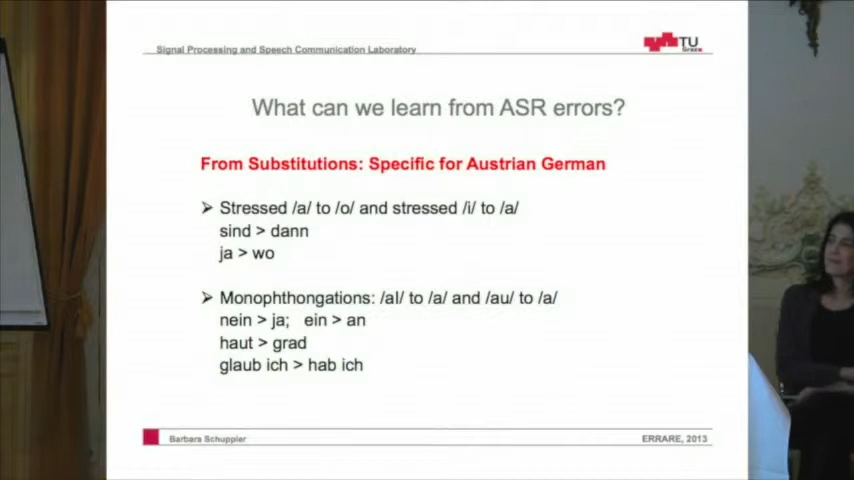 Signal Processing and Speech Communication Laboratory
TU
Graz
What can we learn from ASR errors?
From Substitutions: Specific for Austrian German
➢ Stressed /a/ to /o/ and stressed /i/ to /a/
sind > dann
ja > wo
➢ Monophthongations: /aI/ to /a/ and /au/ to /a/
nein > ja; ein > an
haut > grad
glaub ich > hab ich
Barbara Schuppler
ERRARE, 2013